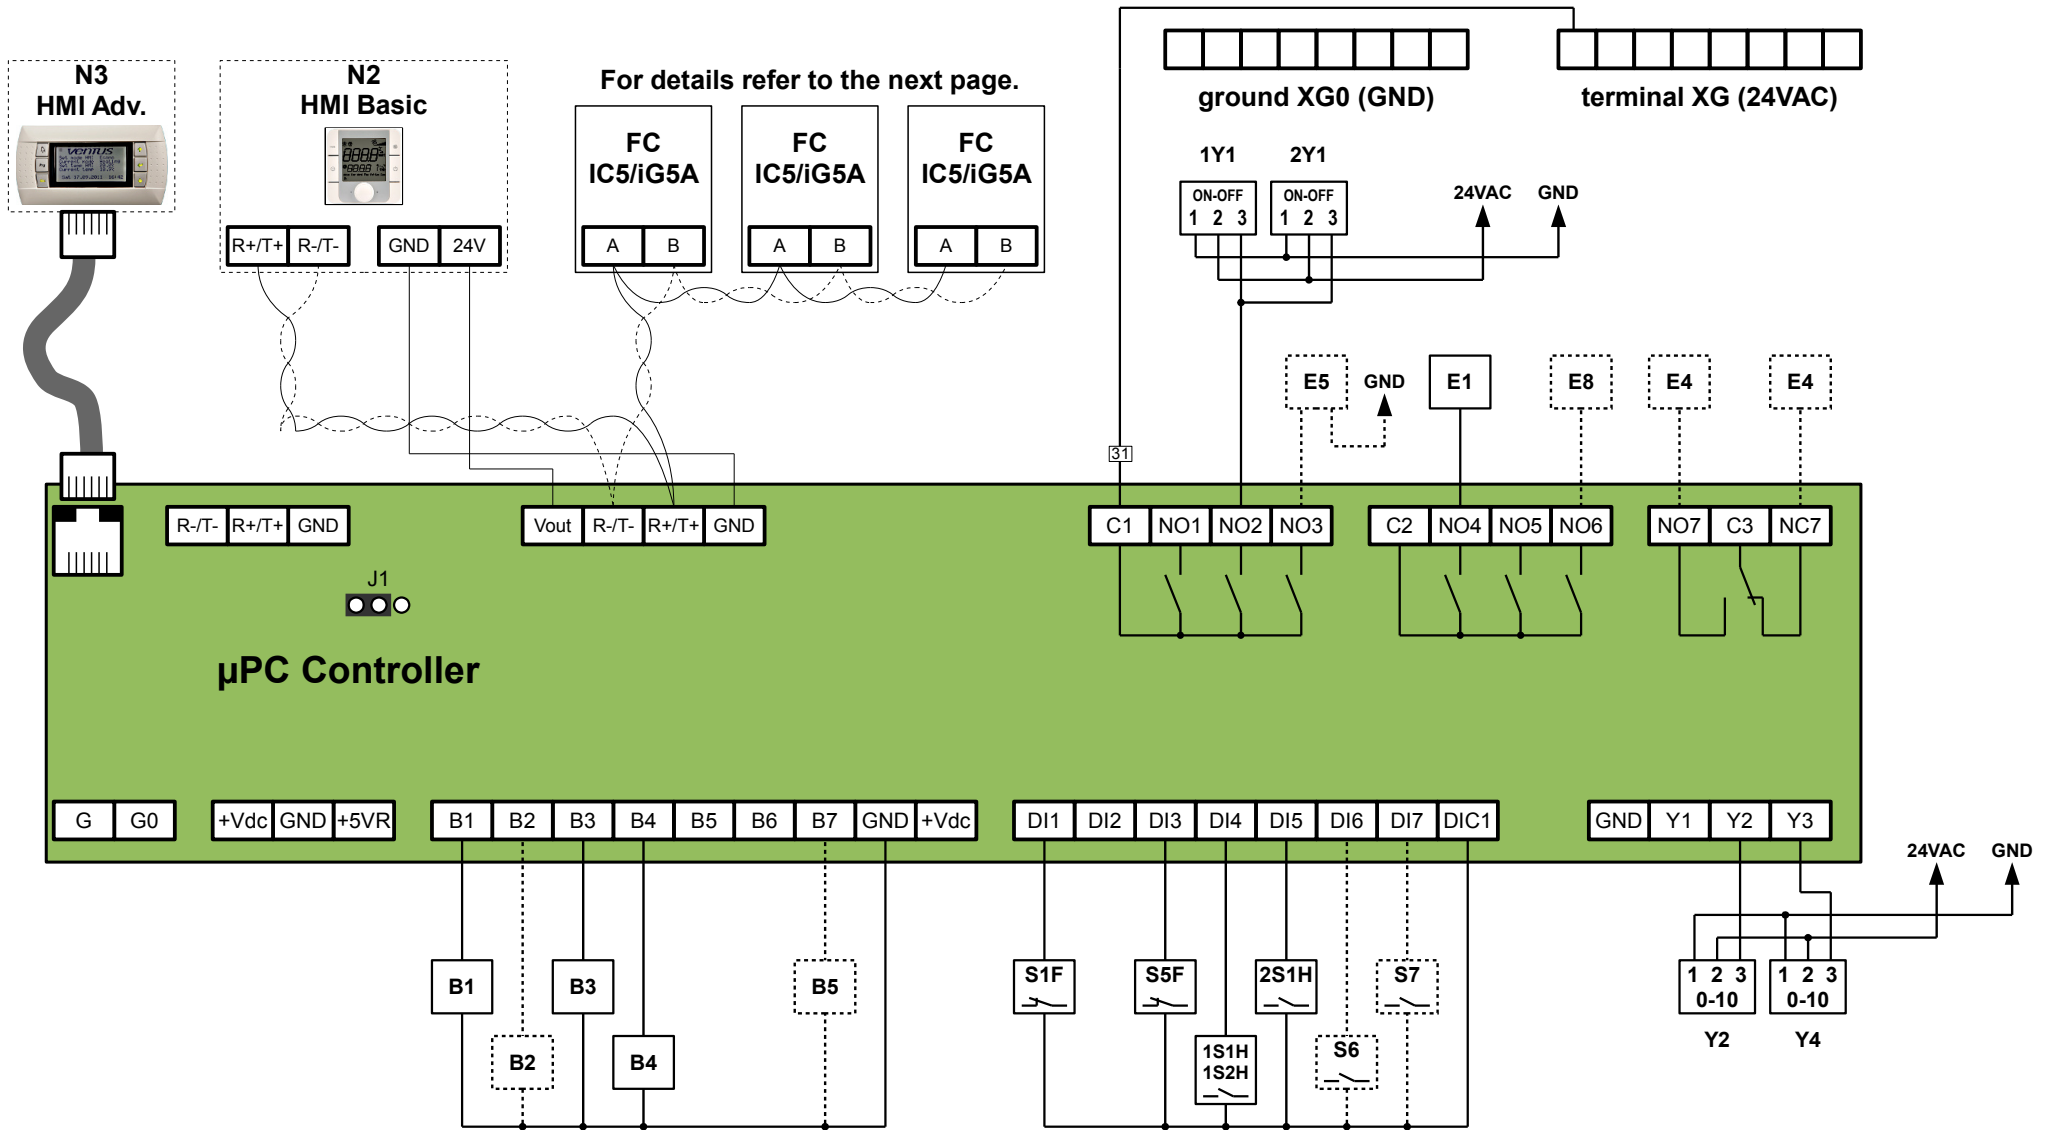 N3
HMI Adv.
N2
HMI Basic
For details refer to the next page.
FC
IC5/iG5A
FC
IC5/iG5A
FC
IC5/iG5A
ground XG0 (GND)
terminal XG (24VAC)
VENTUS
R+/T+ R-/T- GND 24V
A B A B A B
1Y1 2Y1
ON-OFF ON-OFF
1 2 3 1 2 3
24VAC GND
E5 GND E1 E8 E4 E4
31
R-/T- R+/T+ GND
Vout R-/T- R+/T+ GND
C1 NO1 NO2 NO3
C2 NO4 NO5 NO6
NO7 C3 NC7
J1
µPC Controller
G G0
+Vdc GND +5VR
B1 B2 B3 B4 B5 B6 B7 GND +Vdc
DI1 DI2 DI3 DI4 DI5 DI6 DI7 DIC1
GND Y1 Y2 Y3
24VAC GND
B1 B3 B5
B2 B4
S1F S5F 2S1H S7
1S1H
1S2H
S6
1 2 3 1 2 3
0-10 0-10
Y2 Y4